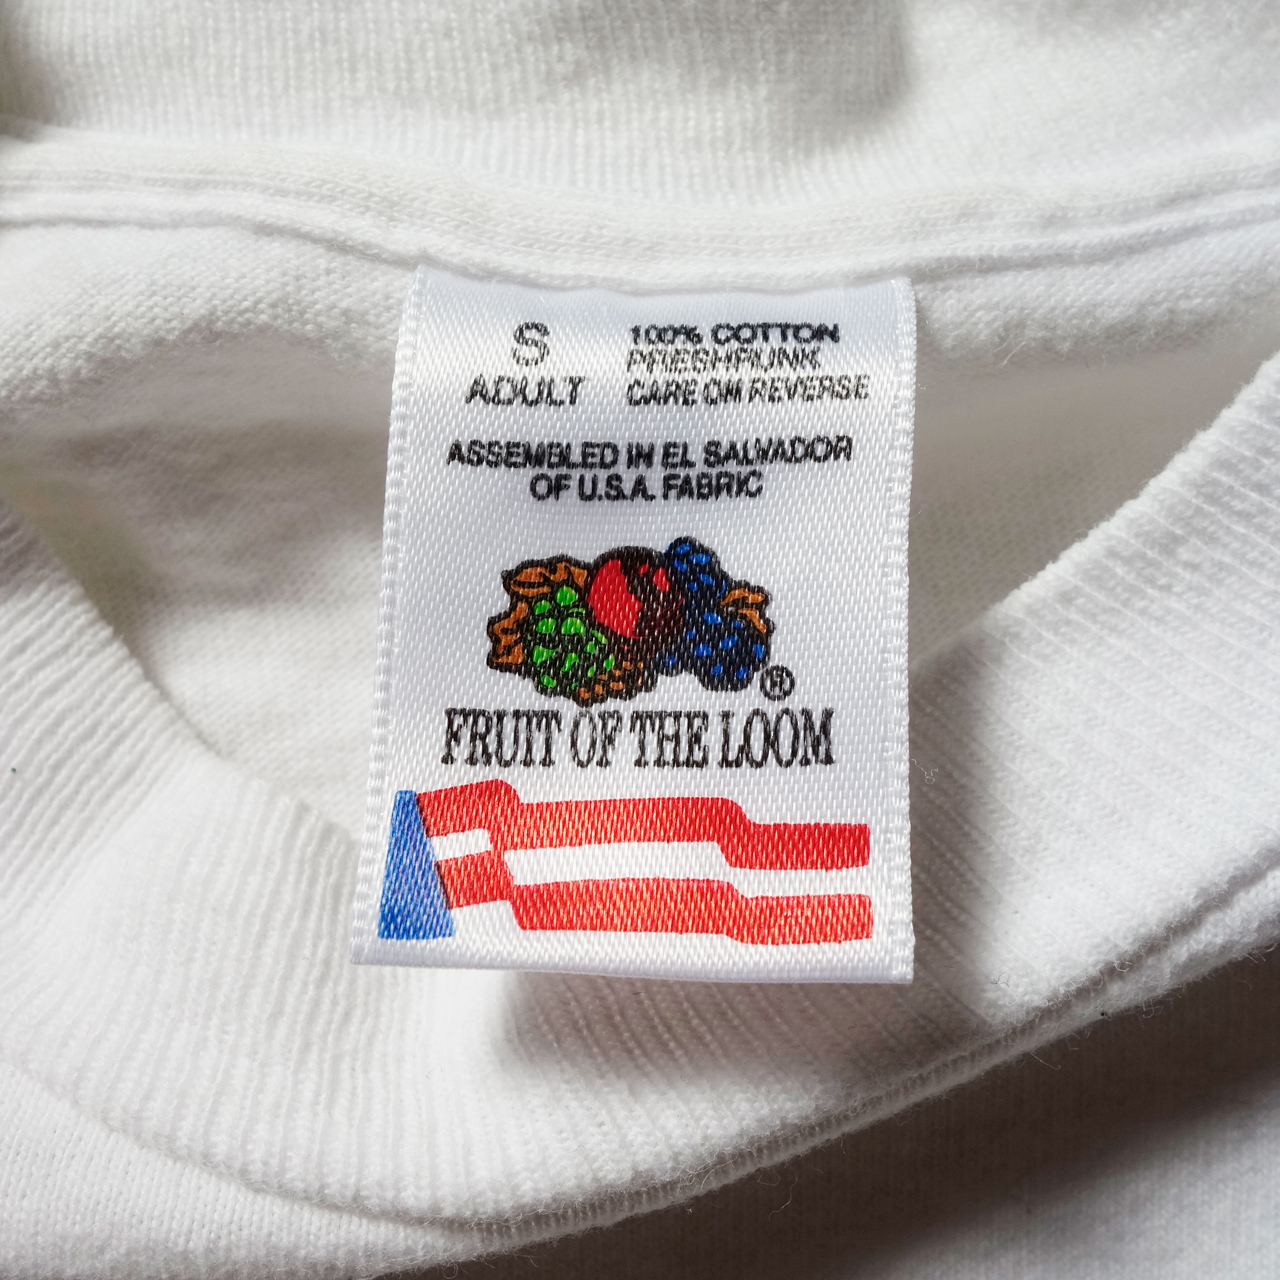 S
ADULT
100% COTTON
PRESHRUNK
CARE ON REVERSE
ASSEMBLED IN EL SALVADOR
OF U.S.A. FABRIC
®
FRUIT OF THE LOOM